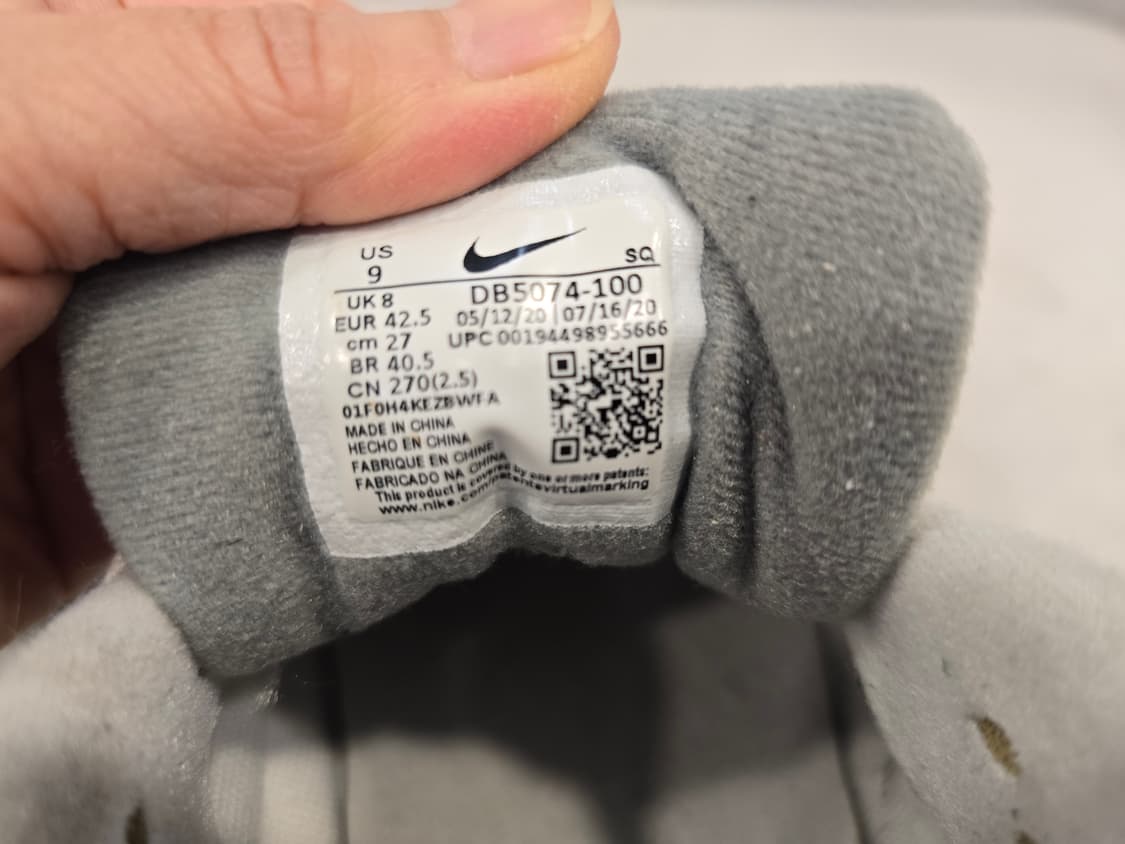 US
9
SQ
UK 8
DB5074-100
EUR 42.5
05/12/20 07/16/20
cm 27
UPC 00194498955666
BR 40.5
CN 270(2.5)
01F0H4KEZBWFA
MADE IN CHINA
HECHO EN CHINA
FABRIQUE EN CHINE
FABRICADO NA CHINA
This product is covered by one or more patents:
www.nike.com/patentsvirtualmarking